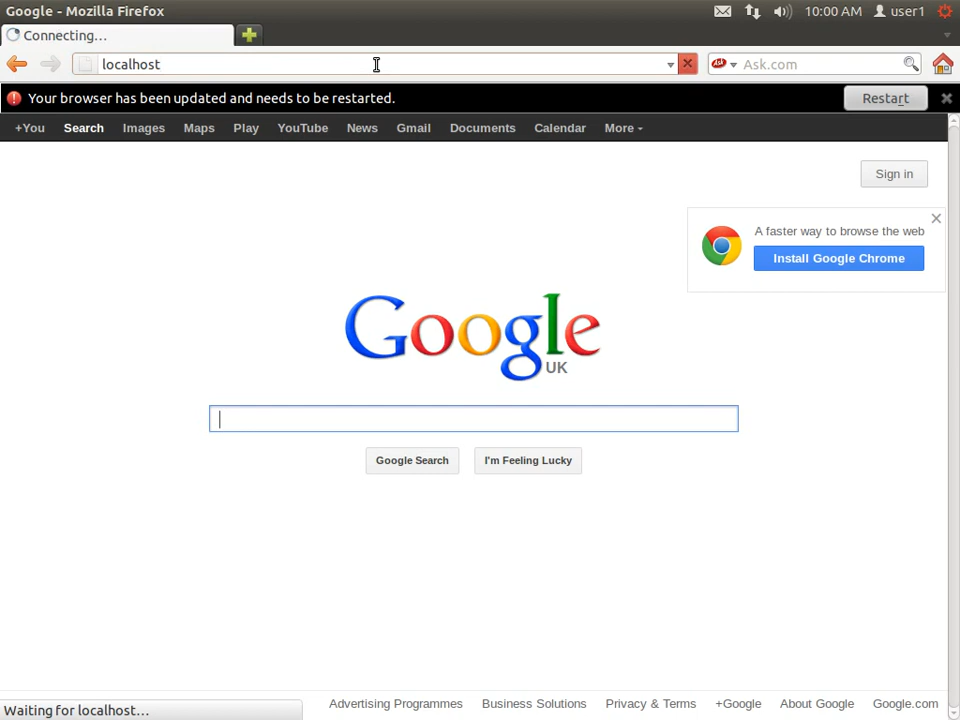 Google - Mozilla Firefox
10:00 AM
user1
Connecting...
localhost
Ask
Ask.com
Your browser has been updated and needs to be restarted.
Restart
+You Search Images Maps Play YouTube News Gmail Documents Calendar More
Sign in
A faster way to browse the web
Install Google Chrome
Google
UK
Google Search
I'm Feeling Lucky
Waiting for localhost...
Advertising Programmes Business Solutions Privacy & Terms +Google About Google Google.com